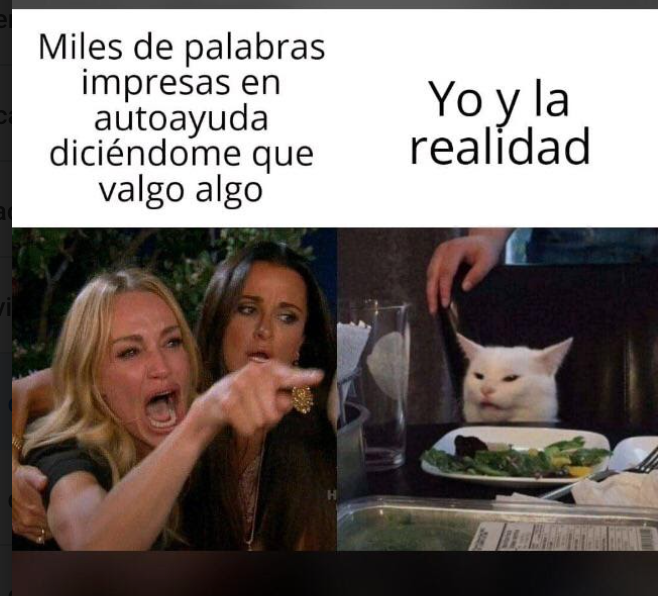 Miles de palabras
impresas en
autoayuda
diciéndome que
valgo algo
Yo y la
realidad